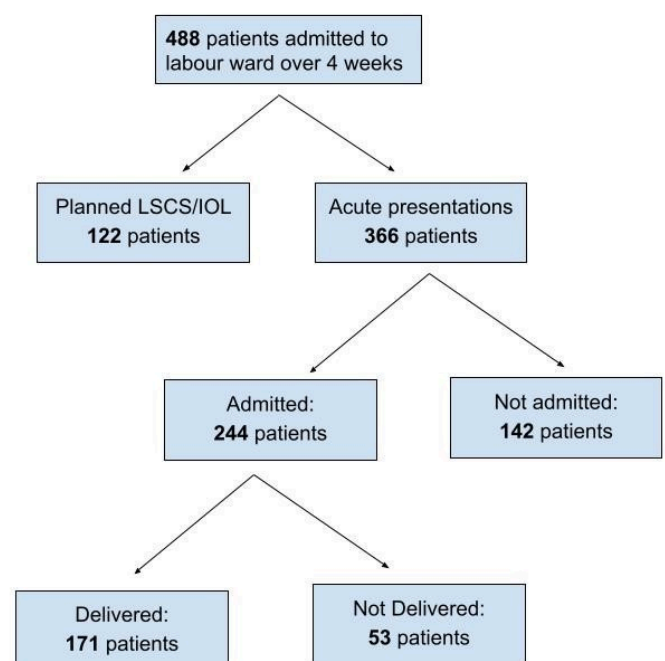 488 patients admitted to
labour ward over 4 weeks
Planned LSCS/IOL
122 patients
Acute presentations
366 patients
Admitted:
244 patients
Not admitted:
142 patients
Delivered:
171 patients
Not Delivered:
53 patients